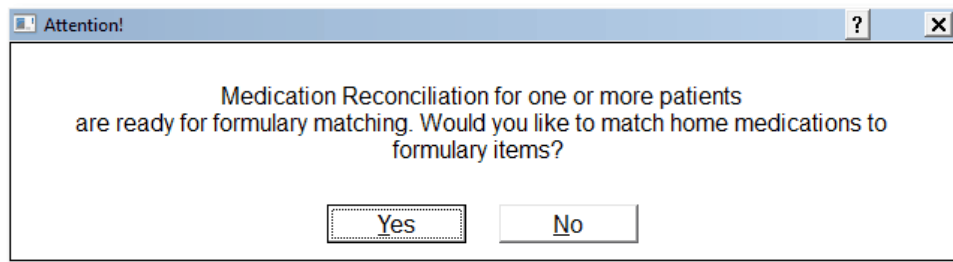 Attention!
?
Medication Reconciliation for one or more patients
are ready for formulary matching. Would you like to match home medications to
formulary items?
Yes
No